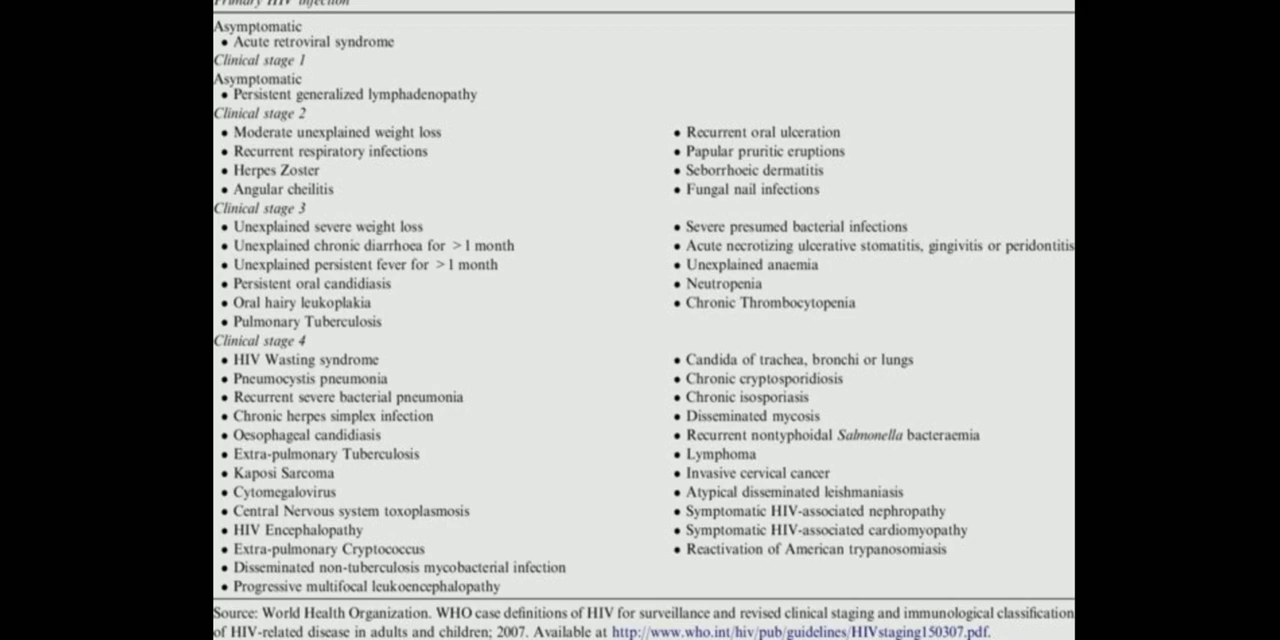 Primary HIV infection
Asymptomatic
• Acute retroviral syndrome
Clinical stage 1
Asymptomatic
• Persistent generalized lymphadenopathy
Clinical stage 2
• Moderate unexplained weight loss
• Recurrent respiratory infections
• Herpes Zoster
• Angular cheilitis
• Recurrent oral ulceration
• Papular pruritic eruptions
• Seborrhoeic dermatitis
• Fungal nail infections
Clinical stage 3
• Unexplained severe weight loss
• Unexplained chronic diarrhoea for >1 month
• Unexplained persistent fever for >1 month
• Persistent oral candidiasis
• Oral hairy leukoplakia
• Pulmonary Tuberculosis
• Severe presumed bacterial infections
• Acute necrotizing ulcerative stomatitis, gingivitis or peridontitis
• Unexplained anaemia
• Neutropenia
• Chronic Thrombocytopenia
Clinical stage 4
• HIV Wasting syndrome
• Pneumocystis pneumonia
• Recurrent severe bacterial pneumonia
• Chronic herpes simplex infection
• Oesophageal candidiasis
• Extra-pulmonary Tuberculosis
• Kaposi Sarcoma
• Cytomegalovirus
• Central Nervous system toxoplasmosis
• HIV Encephalopathy
• Extra-pulmonary Cryptococcus
• Disseminated non-tuberculosis mycobacterial infection
• Progressive multifocal leukoencephalopathy
• Candida of trachea, bronchi or lungs
• Chronic cryptosporidiosis
• Chronic isosporiasis
• Disseminated mycosis
• Recurrent nontyphoidal Salmonella bacteraemia
• Lymphoma
• Invasive cervical cancer
• Atypical disseminated leishmaniasis
• Symptomatic HIV-associated nephropathy
• Symptomatic HIV-associated cardiomyopathy
• Reactivation of American trypanosomiasis
Source: World Health Organization. WHO case definitions of HIV for surveillance and revised clinical staging and immunological classification
of HIV-related disease in adults and children; 2007. Available at http://www.who.int/hiv/pub/guidelines/HIVstaging150307.pdf.